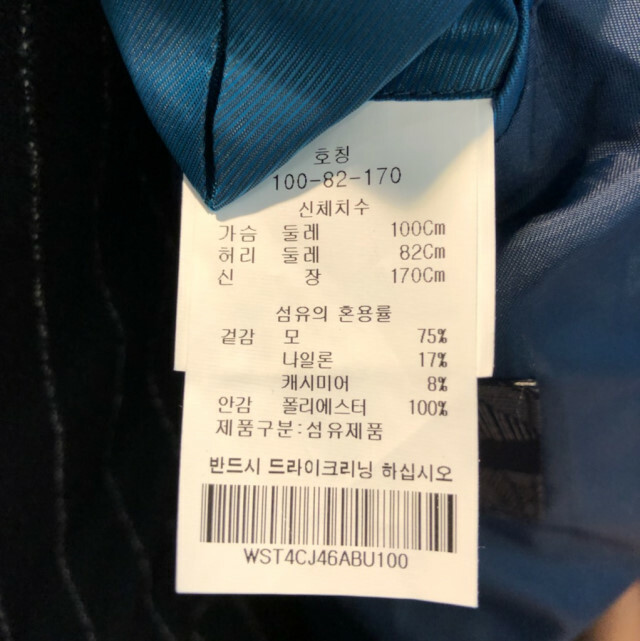 호칭
100-82-170
신체치수
가슴 둘레 100Cm
허리 둘레 82Cm
신 장 170Cm
섬유의 혼용률
겉감 모 75%
나일론 17%
캐시미어 8%
안감 폴리에스터 100%
제품구분:섬유제품
반드시 드라이크리닝 하십시오
WST4CJ46ABU100